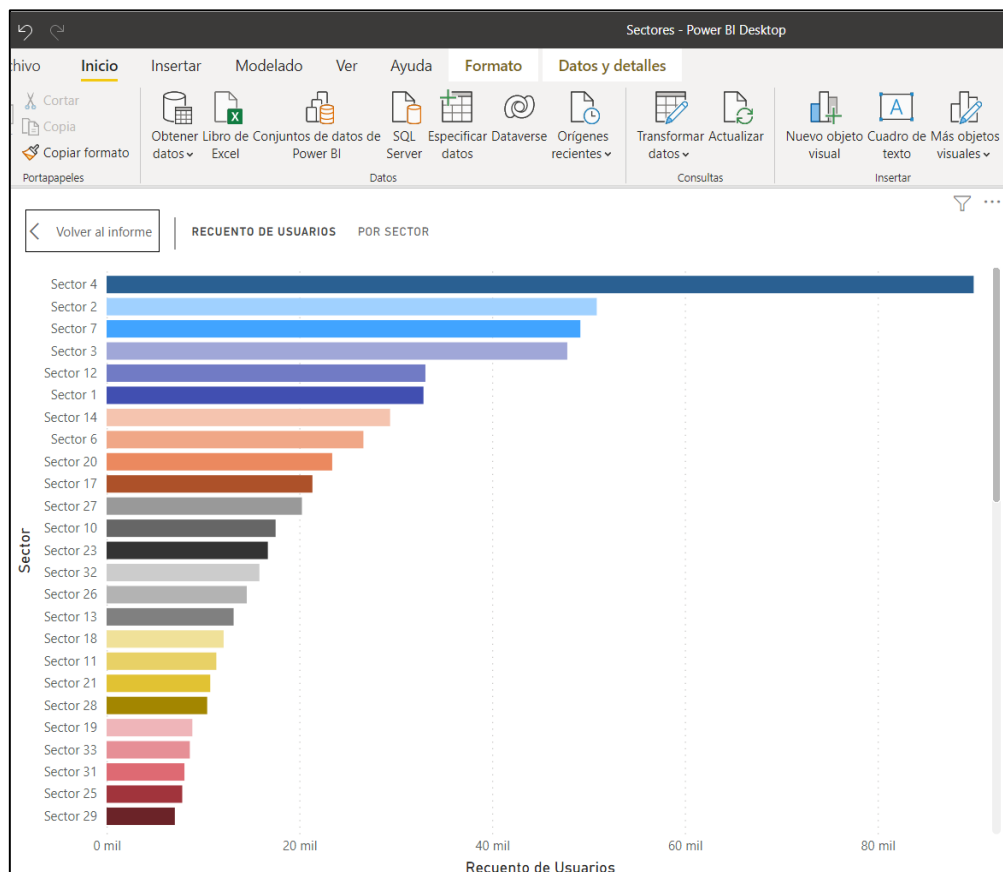 Sectores - Power BI Desktop
chivo Inicio Insertar Modelado Ver Ayuda Formato Datos y detalles
Cortar
Copia
Copiar formato
Portapapeles
Obtener datos
Libro de Excel
Conjuntos de datos de Power BI
SQL Server
Especificar datos
Dataverse
Orígenes recientes
Datos
Transformar datos
Actualizar
Consultas
Nuevo objeto visual
Cuadro de texto
Más objetos visuales
Insertar
Volver al informe
RECUENTO DE USUARIOS POR SECTOR
Sector
Sector 4
Sector 2
Sector 7
Sector 3
Sector 12
Sector 1
Sector 14
Sector 6
Sector 20
Sector 17
Sector 27
Sector 10
Sector 23
Sector 32
Sector 26
Sector 13
Sector 18
Sector 11
Sector 21
Sector 28
Sector 19
Sector 33
Sector 31
Sector 25
Sector 29
0 mil 20 mil 40 mil 60 mil 80 mil
Recuento de Usuarios